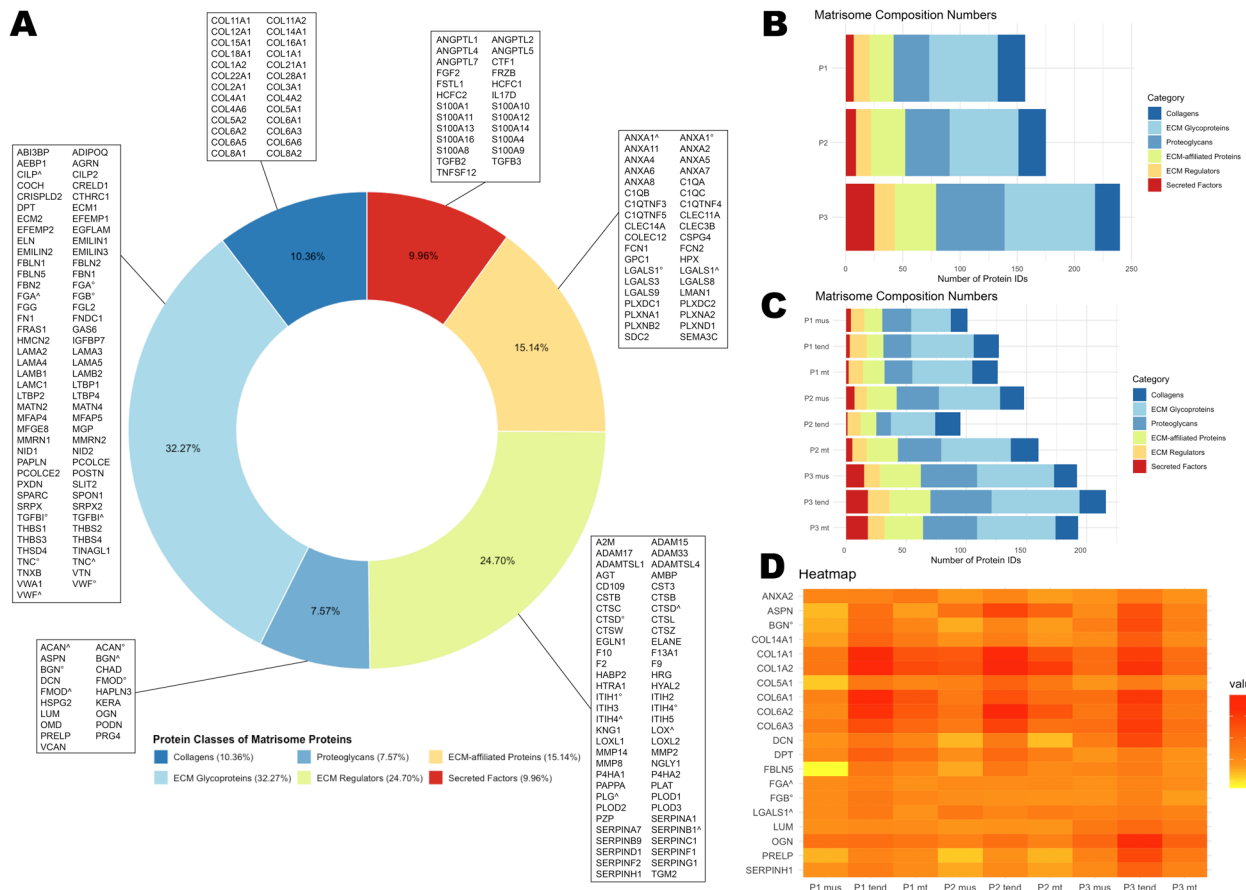 A
COL11A1 COL11A2
COL12A1 COL14A1
COL15A1 COL16A1
COL18A1 COL1A1
COL1A2 COL21A1
COL22A1 COL28A1
COL2A1 COL3A1
COL4A1 COL4A2
COL4A6 COL5A1
COL5A2 COL6A1
COL6A2 COL6A3
COL6A5 COL6A6
COL8A1 COL8A2
ANGPTL1 ANGPTL2
ANGPTL4 ANGPTL5
ANGPTL7 CTF1
FGF2 FRZB
FSTL1 HCFC1
HCFC2 IL17D
S100A1 S100A10
S100A11 S100A12
S100A13 S100A14
S100A16 S100A4
S100A8 S100A9
TGFB2 TGFB3
TNFSF12
ANXA1^ ANXA1°
ANXA11 ANXA2
ANXA4 ANXA5
ANXA6 ANXA7
ANXA8 C1QA
C1QB C1QC
C1QTNF3 C1QTNF4
C1QTNF5 CLEC11A
CLEC14A CLEC3B
COLEC12 CSPG4
FCN1 FCN2
GPC1 HPX
LGALS1° LGALS1^
LGALS3 LGALS8
LGALS9 LMAN1
PLXDC1 PLXDC2
PLXNA1 PLXNA2
PLXNB2 PLXND1
SDC2 SEMA3C
ABI3BP ADIPOQ
AEBP1 AGRN
CILP^ CILP2
COCH CRELD1
CRISPLD2 CTHRC1
DPT ECM1
ECM2 EFEMP1
EFEMP2 EGFLAM
ELN EMILIN1
EMILIN2 EMILIN3
FBLN1 FBLN2
FBLN5 FBN1
FBN2 FGA°
FGA^ FGB°
FGG FGL2
FN1 FNDC1
FRAS1 GAS6
HMCN2 IGFBP7
LAMA2 LAMA3
LAMA4 LAMA5
LAMB1 LAMB2
LAMC1 LTBP1
LTBP2 LTBP4
MATN2 MATN4
MFAP4 MFAP5
MFGE8 MGP
MMRN1 MMRN2
NID1 NID2
PAPLN PCOLCE
PCOLCE2 POSTN
PXDN SLIT2
SPARC SPON1
SRPX SRPX2
TGFBI° TGFBI^
THBS1 THBS2
THBS3 THBS4
THSD4 TINAGL1
TNC° TNC^
TNXB VTN
VWA1 VWF°
VWF^
10.36%
9.96%
15.14%
32.27%
24.70%
7.57%
ACAN^ ACAN°
ASPN BGN^
BGN° CHAD
DCN FMOD°
FMOD^ HAPLN3
HSPG2 KERA
LUM OGN
OMD PODN
PRELP PRG4
VCAN
A2M ADAM15
ADAM17 ADAM33
ADAMTSL1 ADAMTSL4
AGT AMBP
CD109 CST3
CSTB CTSB
CTSC CTSD^
CTSD° CTSL
CTSW CTSZ
EGLN1 ELANE
F10 F13A1
F2 F9
HABP2 HRG
HTRA1 HYAL2
ITIH1° ITIH2
ITIH3 ITIH4°
ITIH4^ ITIH5
KNG1 LOX^
LOXL1 LOXL2
MMP14 MMP2
MMP8 NGLY1
P4HA1 P4HA2
PAPPA PLAT
PLG^ PLOD1
PLOD2 PLOD3
PZP SERPINA1
SERPINA7 SERPINB1^
SERPINB9 SERPINC1
SERPIND1 SERPINF1
SERPINF2 SERPING1
SERPINH1 TGM2
Protein Classes of Matrisome Proteins
Collagens (10.36%) Proteoglycans (7.57%) ECM-affiliated Proteins (15.14%)
ECM Glycoproteins (32.27%) ECM Regulators (24.70%) Secreted Factors (9.96%)
B
Matrisome Composition Numbers
P1
P2
P3
0 50 100 150 200 250
Number of Protein IDs
Category
Collagens
ECM Glycoproteins
Proteoglycans
ECM-affiliated Proteins
ECM Regulators
Secreted Factors
C
Matrisome Composition Numbers
P1 mus
P1 tend
P1 mt
P2 mus
P2 tend
P2 mt
P3 mus
P3 tend
P3 mt
0 50 100 150 200
Number of Protein IDs
Category
Collagens
ECM Glycoproteins
Proteoglycans
ECM-affiliated Proteins
ECM Regulators
Secreted Factors
D
Heatmap
ANXA2
ASPN
BGN°
COL14A1
COL1A1
COL1A2
COL5A1
COL6A1
COL6A2
COL6A3
DCN
DPT
FBLN5
FGA^
FGB°
LGALS1^
LUM
OGN
PRELP
SERPINH1
P1 mus P1 tend P1 mt P2 mus P2 tend P2 mt P3 mus P3 tend P3 mt
valu